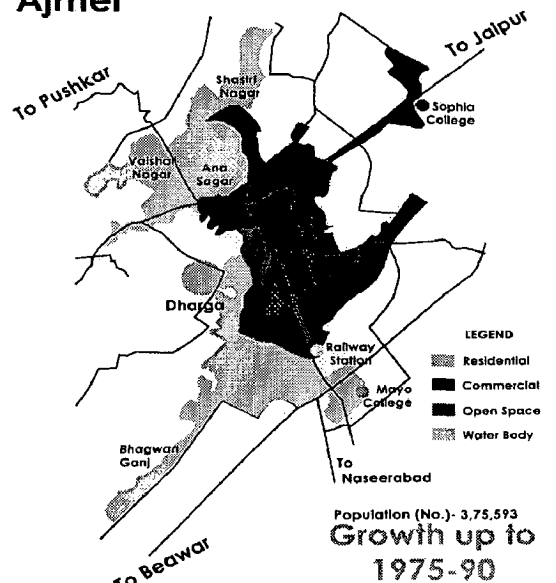 Ajmer
To Jaipur
To Pushkar
Shastri
Nagar
Sophia
College
Vaishali
Nagar
Ana
Sagar
Dharga
Railway
Station
Mayo
College
LEGEND
Residential
Commercial
Open Space
Water Body
Bhagwan
Ganj
To
Naseerabad
To Beawar
Population (No.)- 3,75,593
Growth up to
1975-90